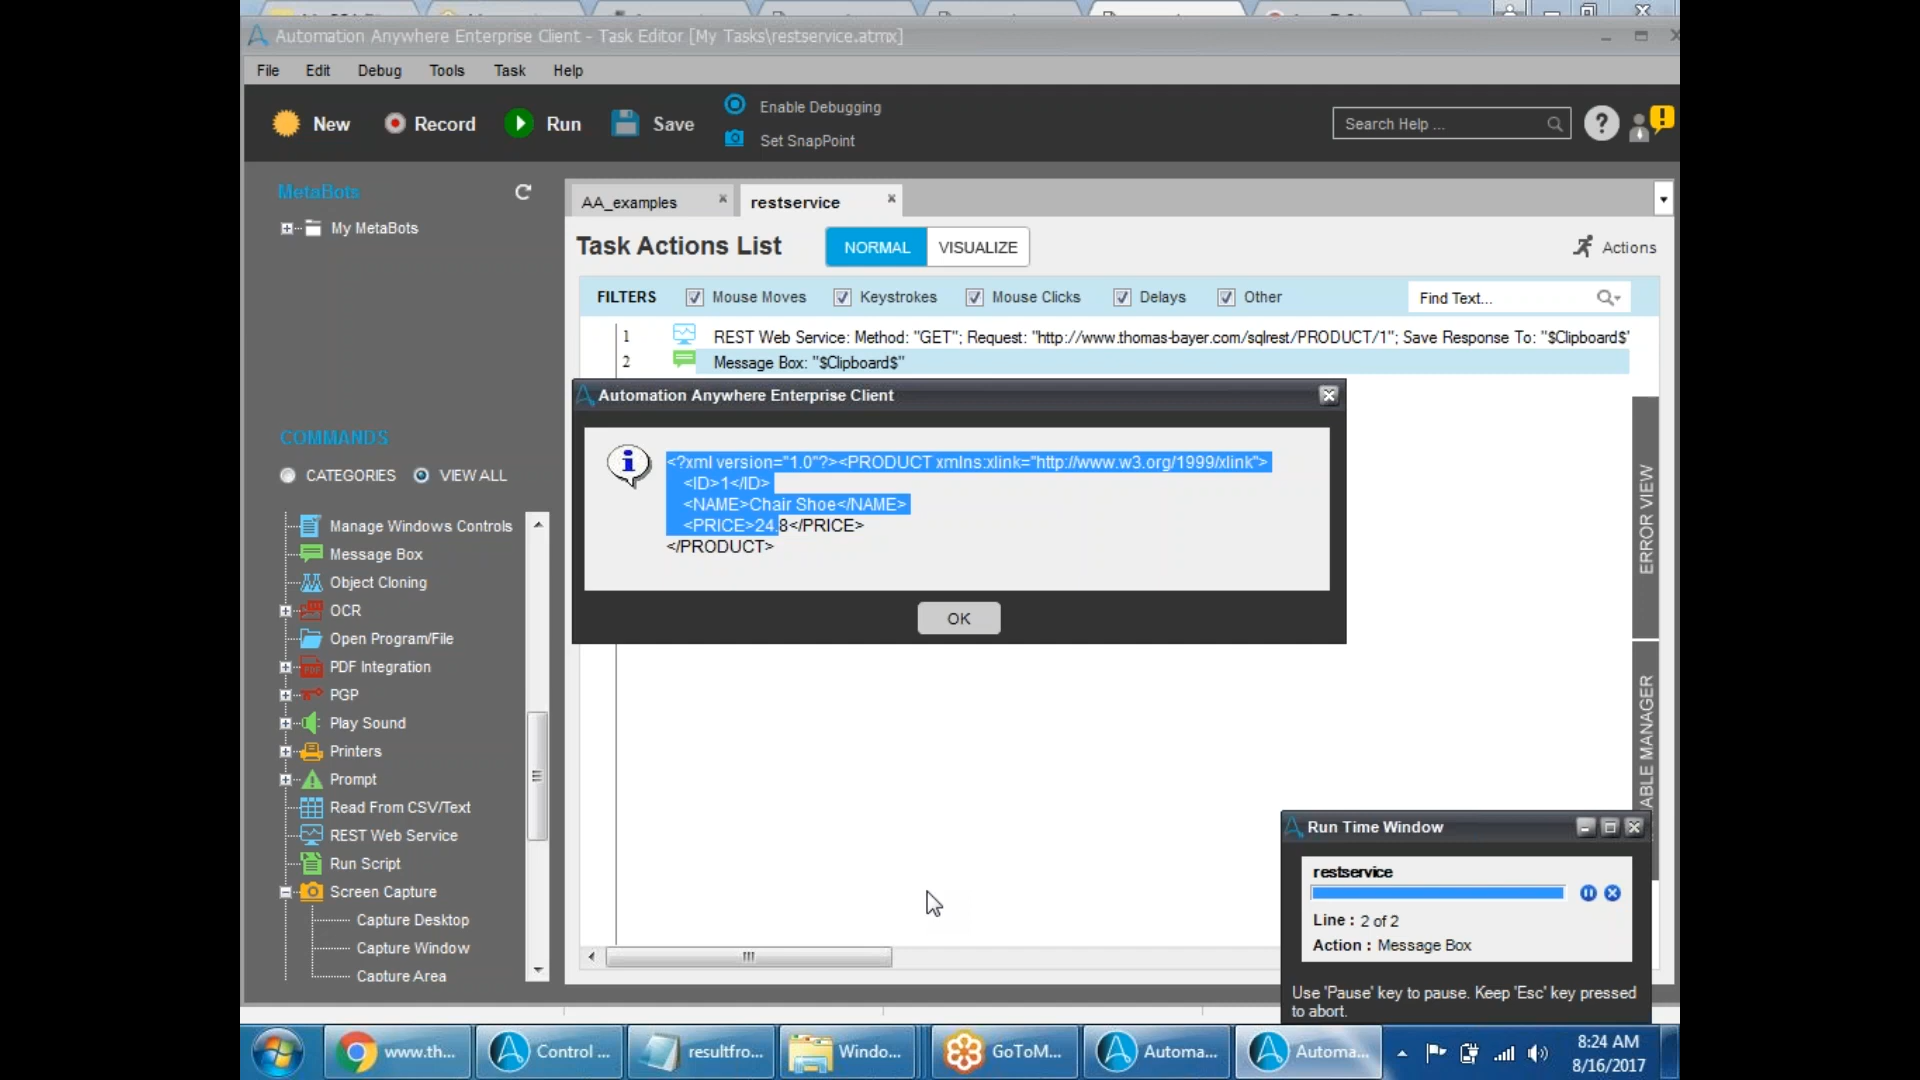 Automation Anywhere Enterprise Client - Task Editor [My Tasks\restservice.atmx]
File Edit Debug Tools Task Help
New Record Run Save
Enable Debugging
Set SnapPoint
Search Help ...
MetaBots
My MetaBots
AA_examples restservice
Task Actions List NORMAL VISUALIZE Actions
FILTERS Mouse Moves Keystrokes Mouse Clicks Delays Other Find Text...
1 REST Web Service: Method: "GET"; Request: "http://www.thomas-bayer.com/sqlrest/PRODUCT/1"; Save Response To: "$Clipboard$"
2 Message Box: "$Clipboard$"
Automation Anywhere Enterprise Client
<?xml version="1.0"?><PRODUCT xmlns:xlink="http://www.w3.org/1999/xlink">
<ID>1</ID>
<NAME>Chair Shoe</NAME>
<PRICE>24.8</PRICE>
</PRODUCT>
OK
COMMANDS
CATEGORIES VIEW ALL
Manage Windows Controls
Message Box
Object Cloning
OCR
Open Program/File
PDF Integration
PGP
Play Sound
Printers
Prompt
Read From CSV/Text
REST Web Service
Run Script
Screen Capture
Capture Desktop
Capture Window
Capture Area
ERROR VIEW
ABLE MANAGER
Run Time Window
restservice
Line : 2 of 2
Action : Message Box
Use 'Pause' key to pause. Keep 'Esc' key pressed
to abort.
www.th... Control ... resultfro... Windo... GoToM... Automa... Automa...
8:24 AM
8/16/2017